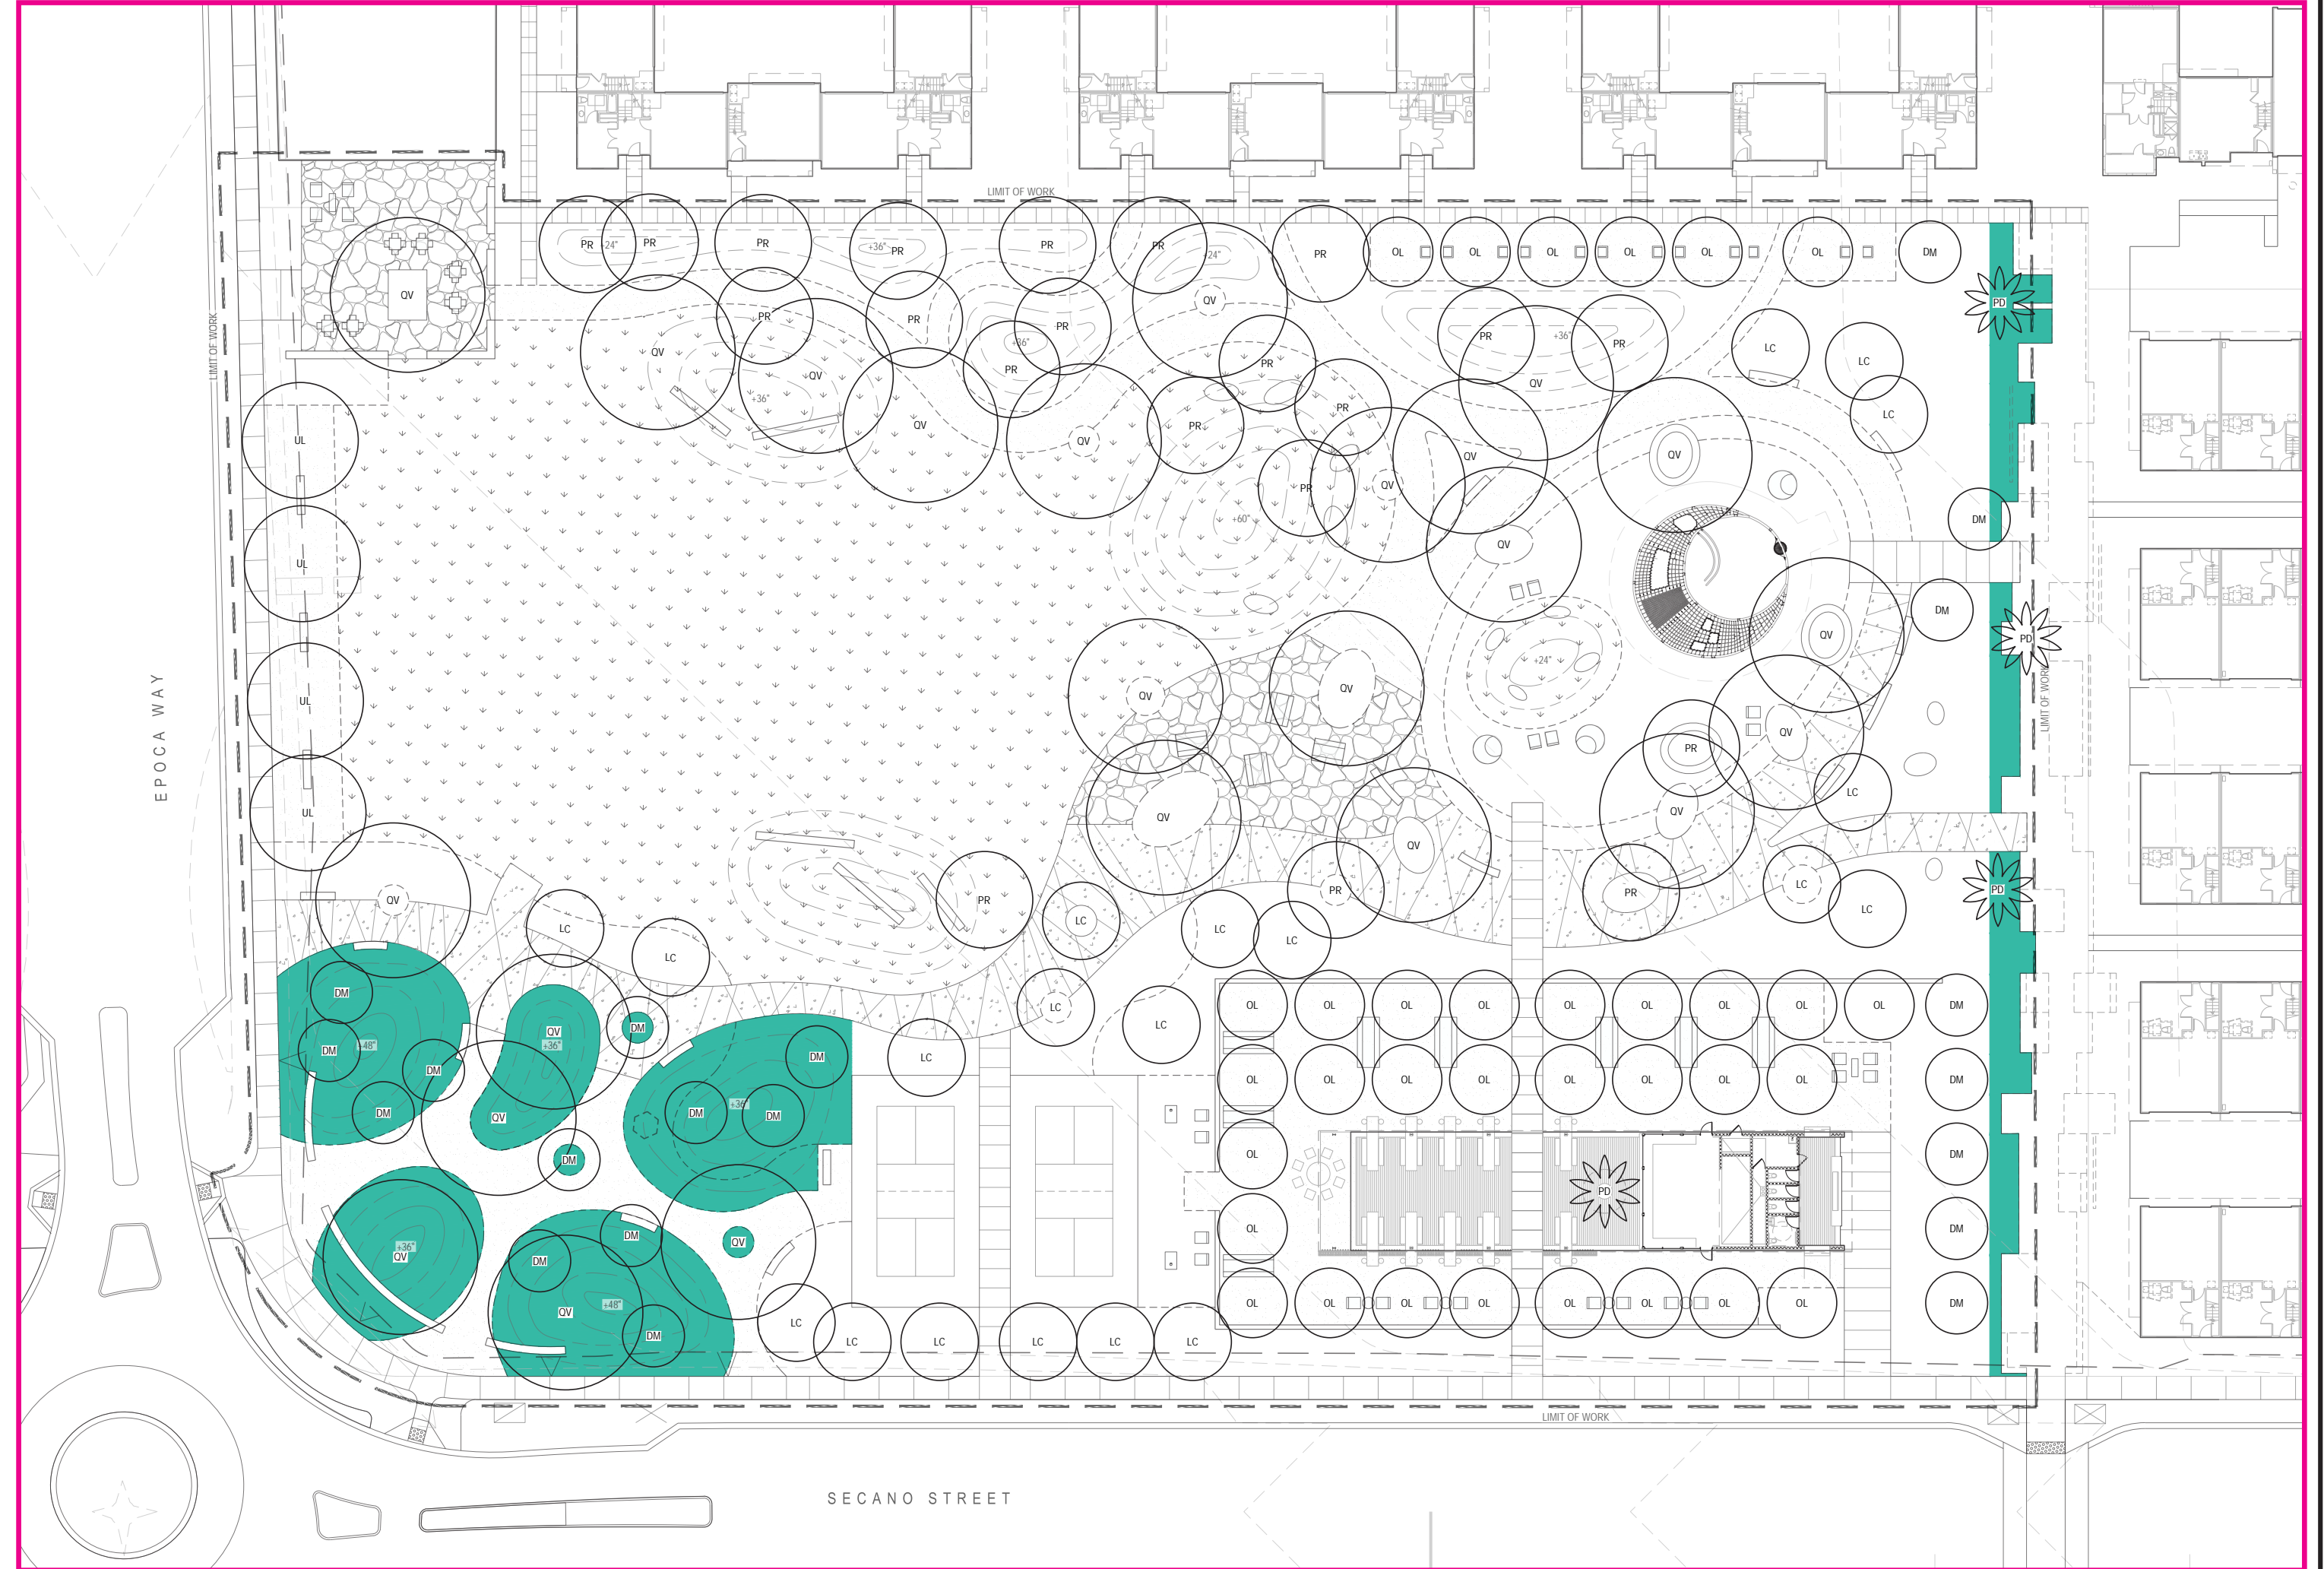 LIMIT OF WORK
PR
-24"
PR
PR
+36"
PR
PR
PR
24"
PR
OL
OL
OL
OL
OL
OL
DM
QV
QV
PD
LIMIT OF WORK
PR
PR
PR
+36"
PR
+36"
PR
QV
PR
LC
LC
PR
QV
QV
+36"
PR
QV
LC
UL
QV
QV
PR
QV
QV
QV
PR
+60"
DM
UL
QV
DM
QV
PD
+24"
LIMIT OF WORK
UL
QV
QV
EPOCA WAY
QV
PR
LC
UL
QV
QV
QV
LC
PR
PR
PD
QV
PR
LC
LC
LC
LC
LC
LC
DM
LC
OL
OL
OL
OL
OL
OL
OL
OL
OL
DM
LC
DM
QV
+36"
DM
+48"
DM
LC
DM
OL
OL
OL
OL
OL
OL
OL
OL
DM
DM
QV
DM
+36"
DM
DM
OL
DM
PD
+36"
QV
DM
DM
QV
OL
DM
QV
+48"
DM
LC
OL
OL
OL
OL
OL
OL
OL
OL
DM
LC
LC
LC
LC
LC
LIMIT OF WORK
SECANO STREET